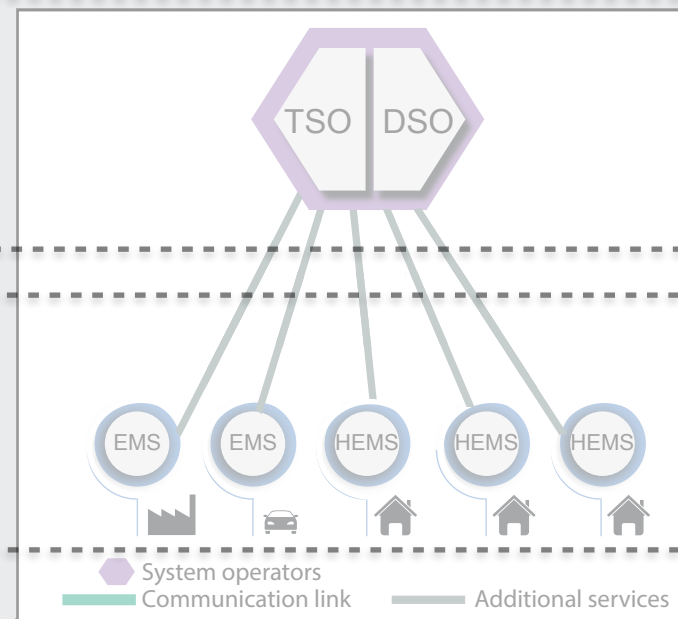 TSO DSO
EMS EMS HEMS HEMS HEMS
System operators
Communication link Additional services